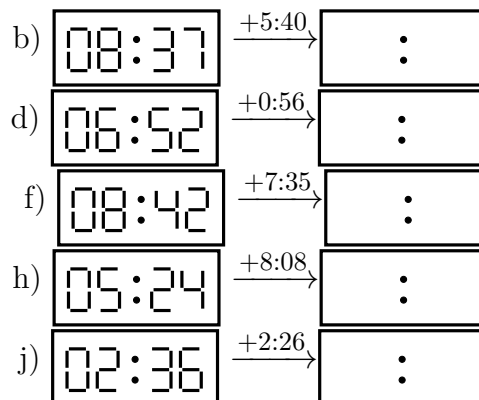 b) 08:37 +5:40 :
d) 06:52 +0:56 :
f) 08:42 +7:35 :
h) 05:24 +8:08 :
j) 02:36 +2:26 :